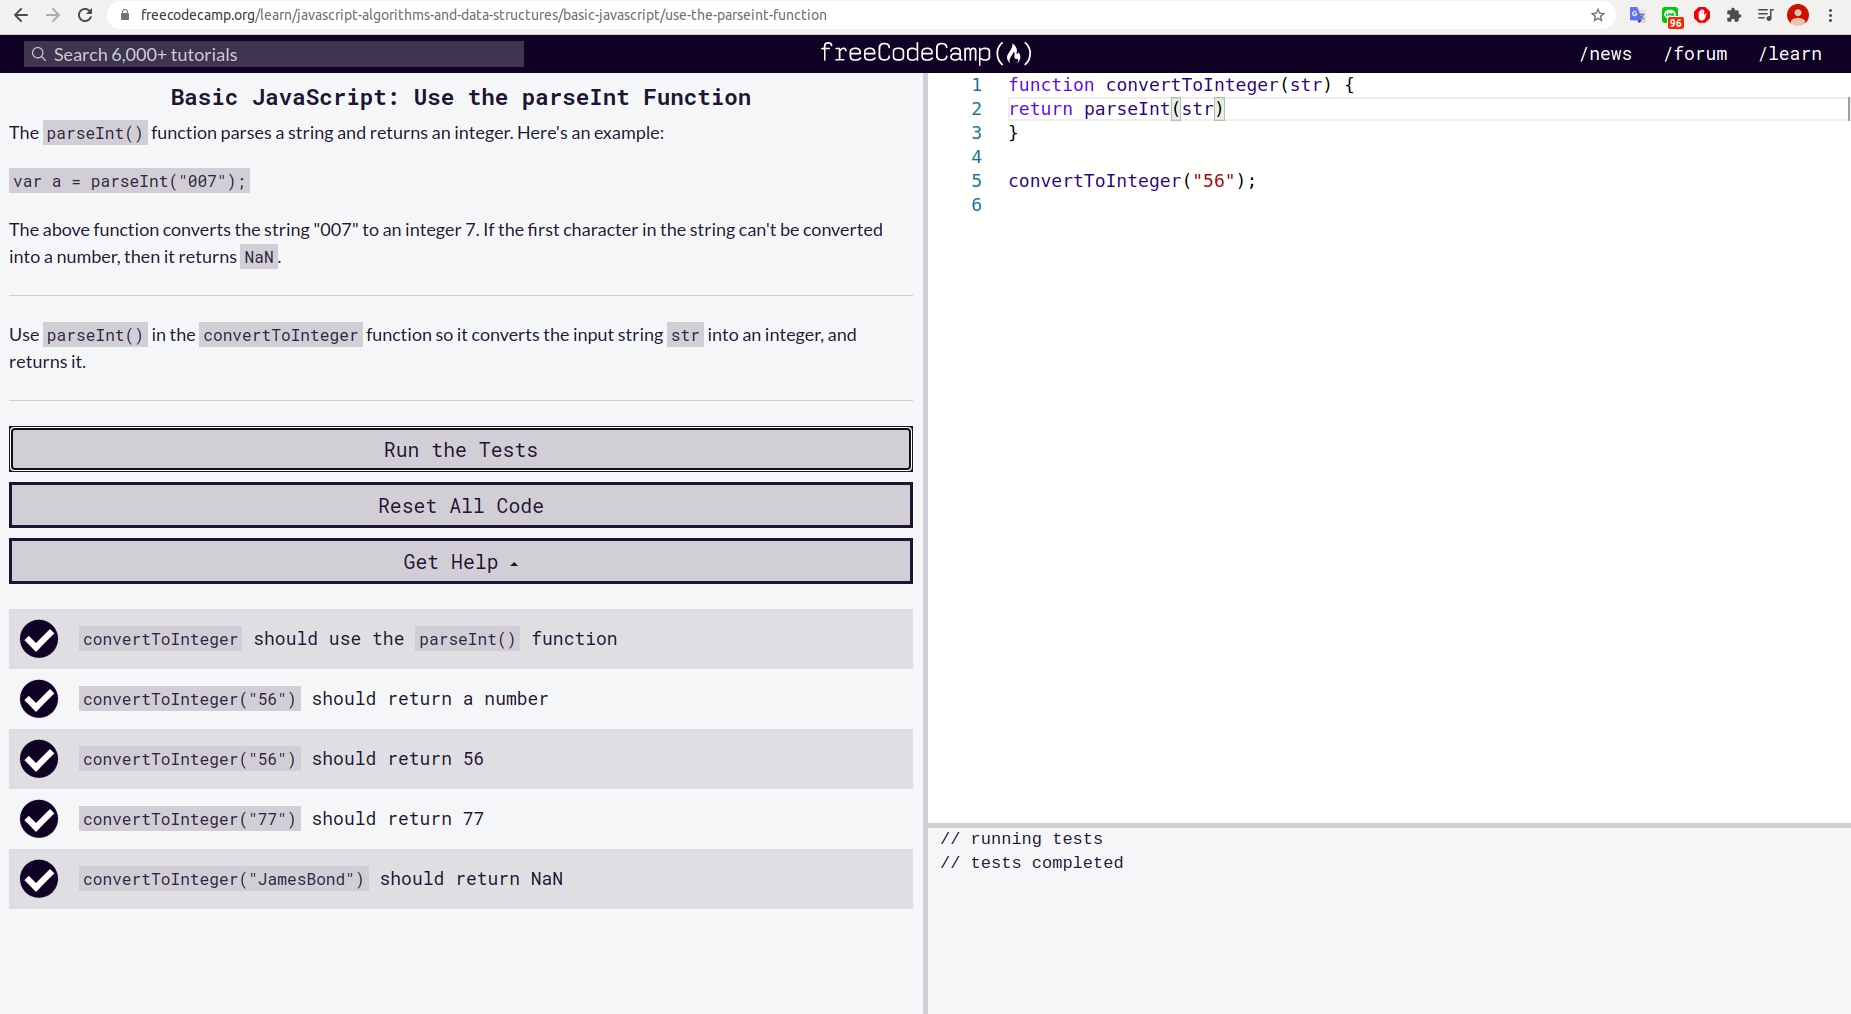 freecodecamp.org/learn/javascript-algorithms-and-data-structures/basic-javascript/use-the-parseint-function
96
Search 6,000+ tutorials
freeCodeCamp(🔥)
/news /forum /learn
Basic JavaScript: Use the parseInt Function
The parseInt() function parses a string and returns an integer. Here's an example:
var a = parseInt("007");
The above function converts the string "007" to an integer 7. If the first character in the string can't be converted
into a number, then it returns NaN.
Use parseInt() in the convertToInteger function so it converts the input string str into an integer, and
returns it.
Run the Tests
Reset All Code
Get Help
convertToInteger should use the parseInt() function
convertToInteger("56") should return a number
convertToInteger("56") should return 56
convertToInteger("77") should return 77
convertToInteger("JamesBond") should return NaN
1 function convertToInteger(str) {
2 return parseInt(str)
3 }
4
5 convertToInteger("56");
6
// running tests
// tests completed